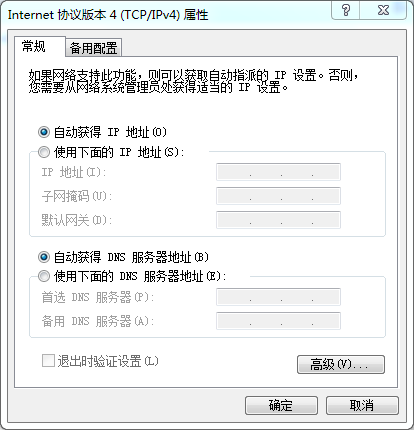 Internet 协议版本 4 (TCP/IPv4) 属性
常规
备用配置
如果网络支持此功能，则可以获取自动指派的 IP 设置。否则，
您需要从网络系统管理员处获得适当的 IP 设置。
自动获得 IP 地址(O)
使用下面的 IP 地址(S):
IP 地址(I):
子网掩码(U):
默认网关(D):
自动获得 DNS 服务器地址(B)
使用下面的 DNS 服务器地址(E):
首选 DNS 服务器(P):
备用 DNS 服务器(A):
退出时验证设置(L)
高级(V)...
确定
取消